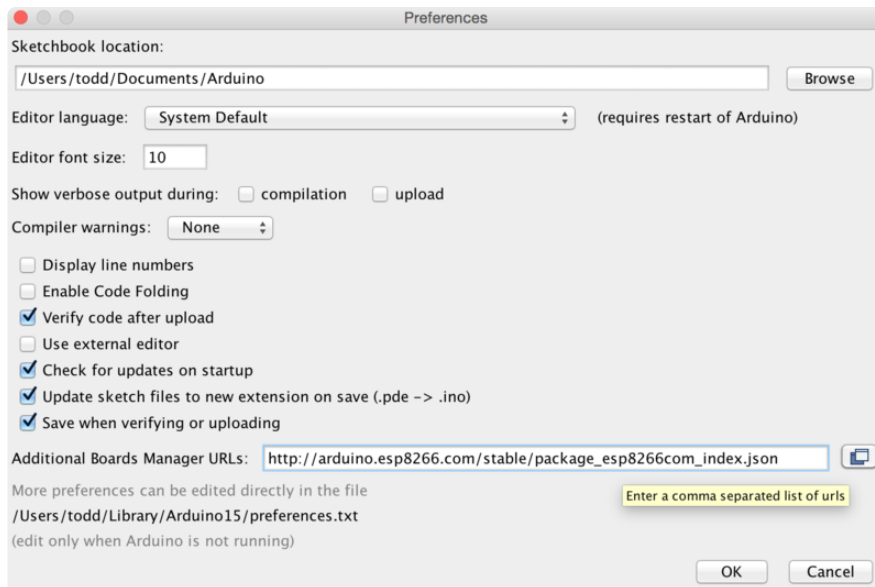 Preferences
Sketchbook location:
/Users/todd/Documents/Arduino Browse
Editor language: System Default (requires restart of Arduino)
Editor font size: 10
Show verbose output during: compilation upload
Compiler warnings: None
Display line numbers
Enable Code Folding
Verify code after upload
Use external editor
Check for updates on startup
Update sketch files to new extension on save (.pde -> .ino)
Save when verifying or uploading
Additional Boards Manager URLs: http://arduino.esp8266.com/stable/package_esp8266com_index.json
More preferences can be edited directly in the file
Enter a comma separated list of urls
/Users/todd/Library/Arduino15/preferences.txt
(edit only when Arduino is not running)
OK Cancel